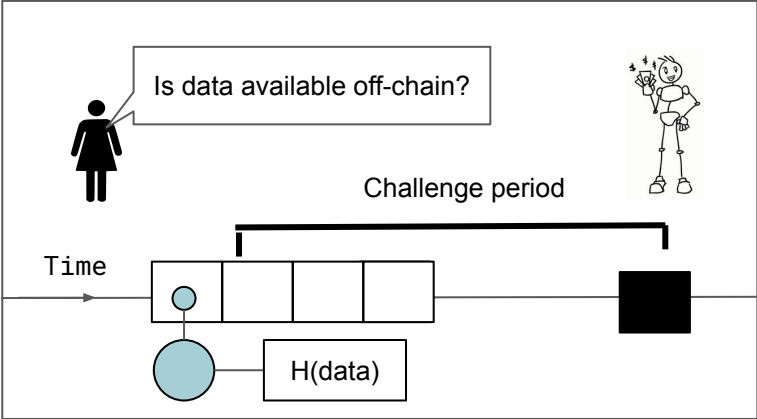 Is data available off-chain?
$ $ $
Challenge period
Time
H(data)